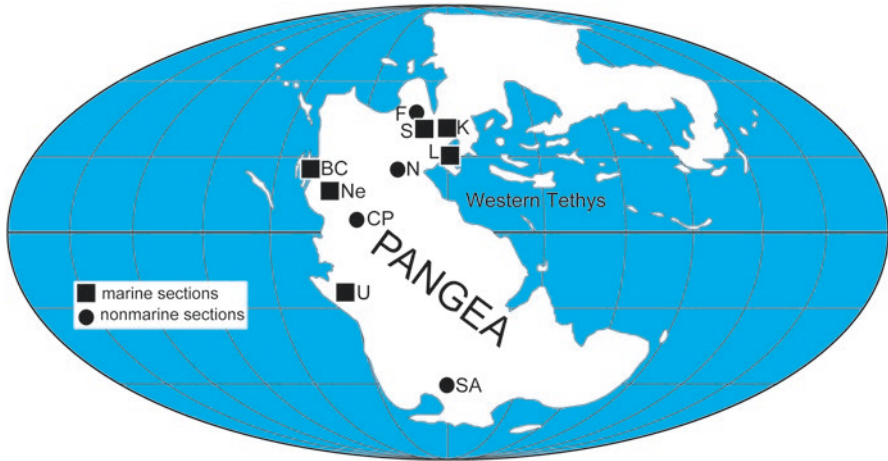 F
S
K
L
BC
N
Ne
Western Tethys
CP
PANGEA
marine sections
U
nonmarine sections
SA